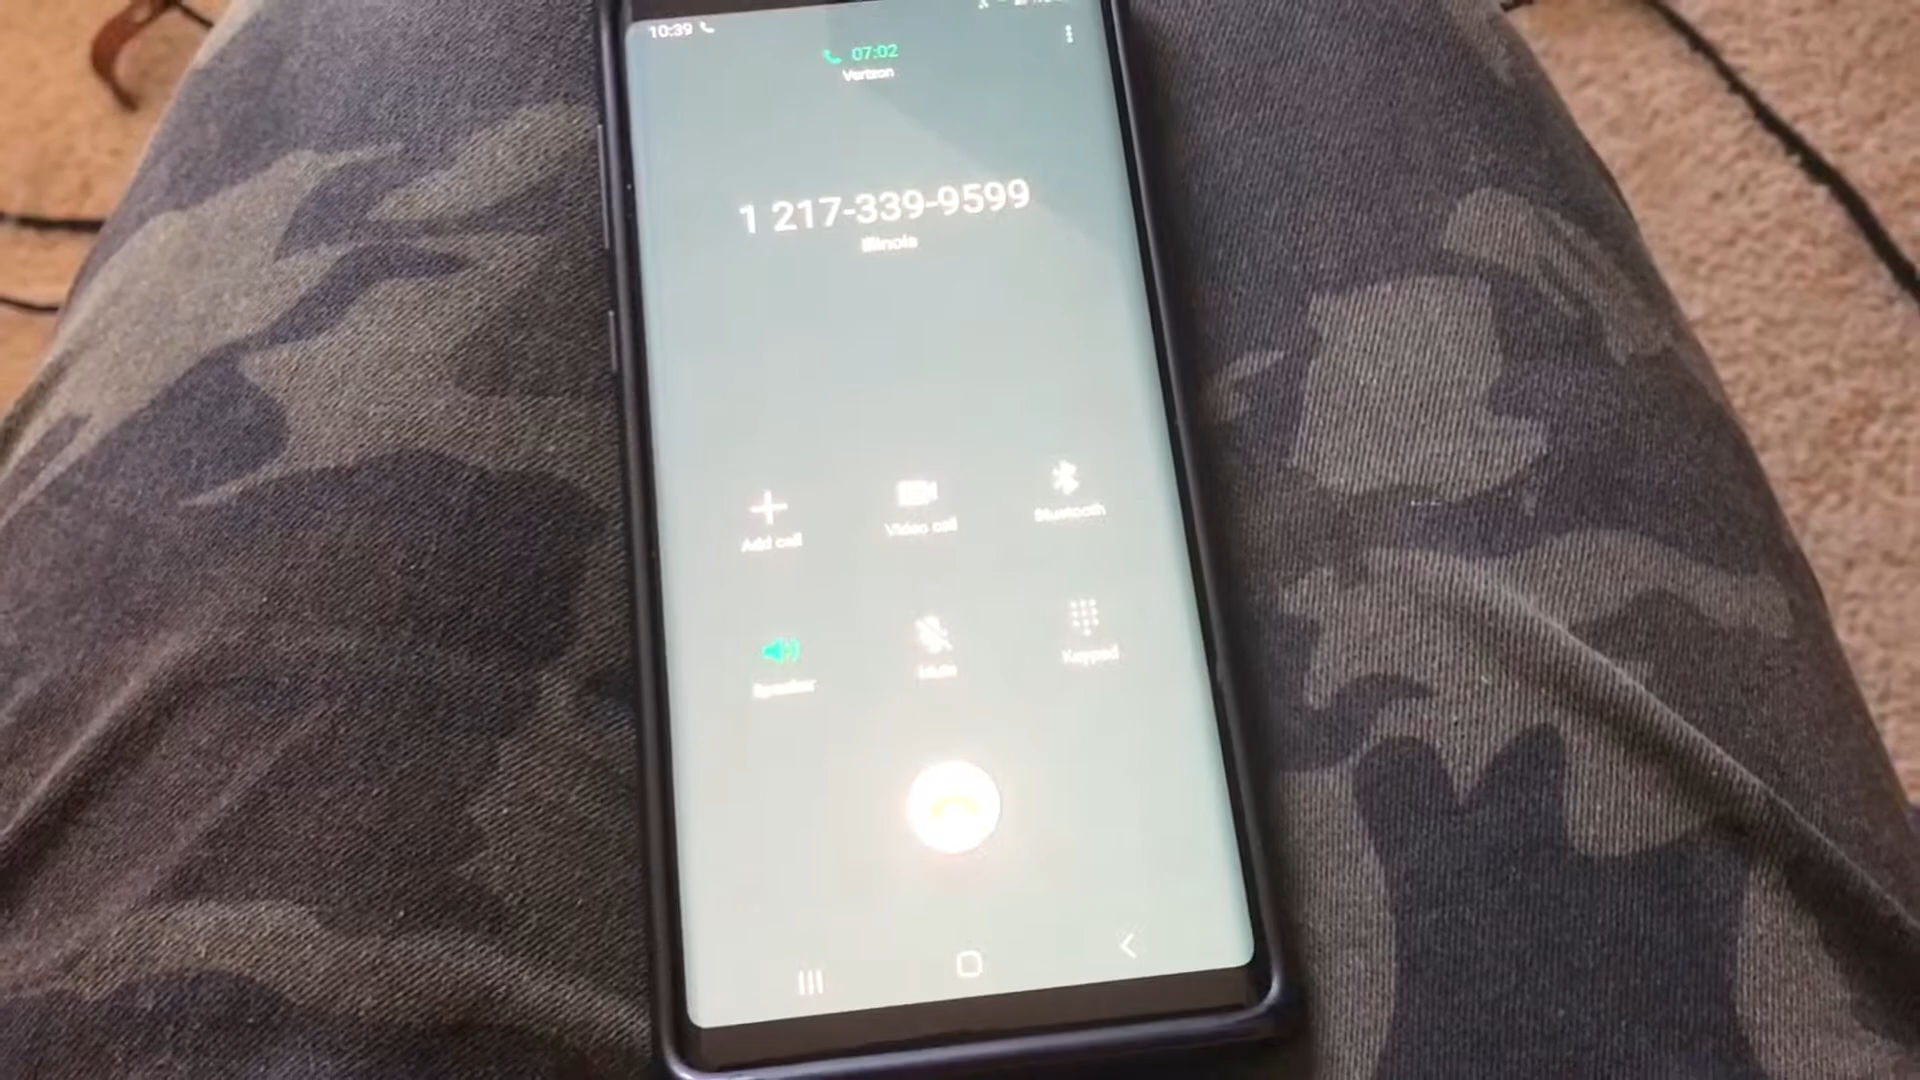 10:39
07:02
Verizon
1 217-339-9599
Illinois
Add call
Video call
Bluetooth
Speaker
Mute
Keypad